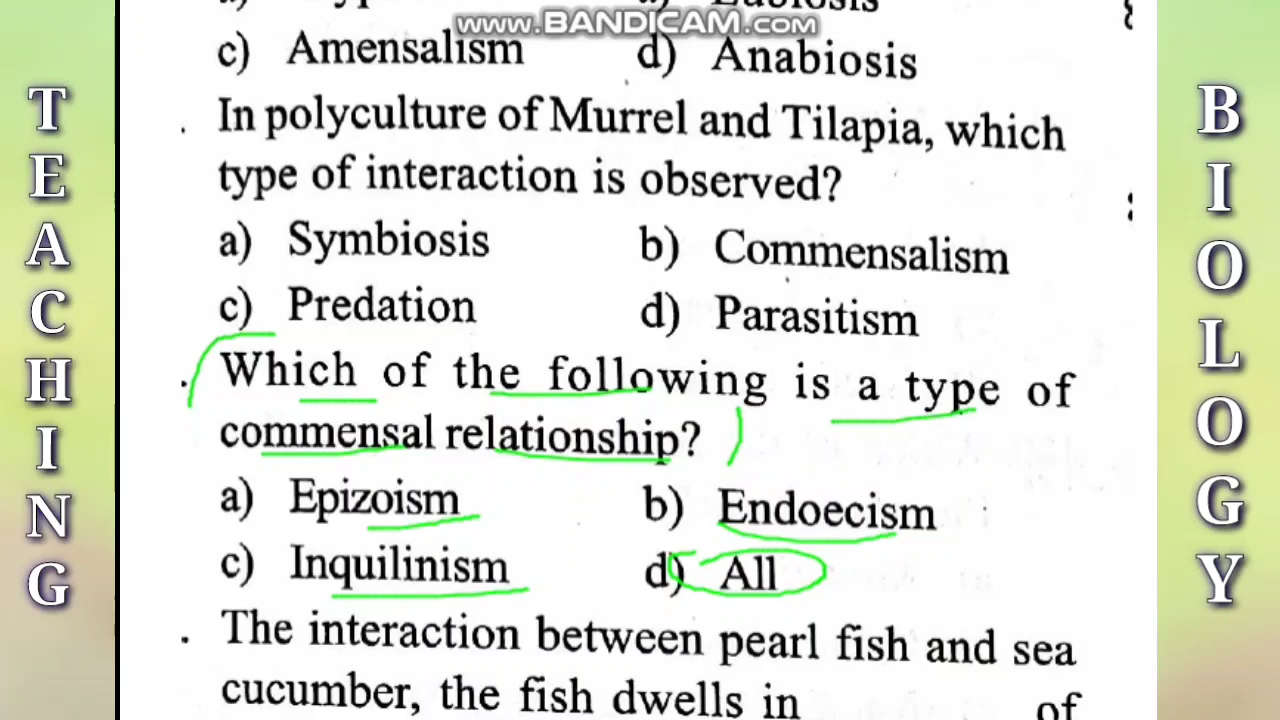 www.BANDICAM.com
c) Amensalism d) Anabiosis
. In polyculture of Murrel and Tilapia, which
type of interaction is observed?
a) Symbiosis b) Commensalism
c) Predation d) Parasitism
. Which of the following is a type of
commensal relationship?
a) Epizoism b) Endoecism
c) Inquilinism d) All
. The interaction between pearl fish and sea
cucumber, the fish dwells in of
TEACHING
BIOLOGY